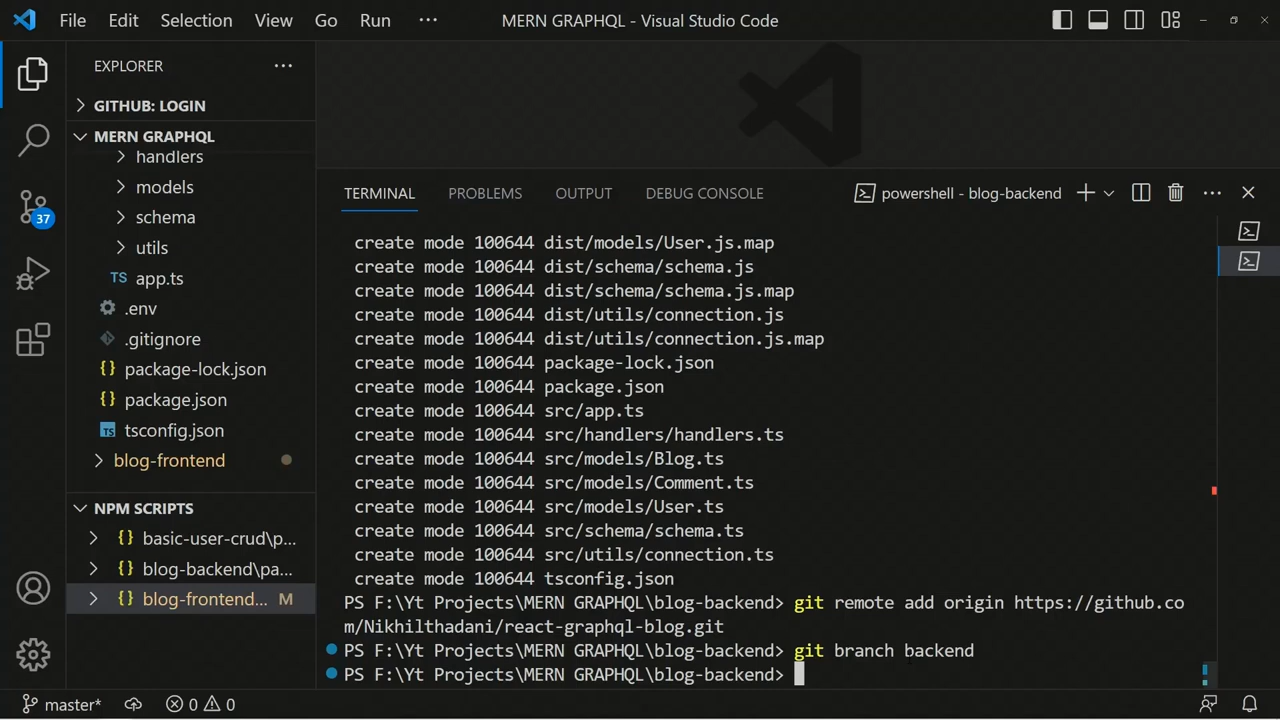 File Edit Selection View Go Run ··· MERN GRAPHQL - Visual Studio Code
EXPLORER ···
GITHUB: LOGIN
MERN GRAPHQL
handlers
models
schema
utils
TS app.ts
.env
.gitignore
{} package-lock.json
{} package.json
TS tsconfig.json
blog-frontend
NPM SCRIPTS
{} basic-user-crud\p...
{} blog-backend\pa...
{} blog-frontend... M
37
TERMINAL PROBLEMS OUTPUT DEBUG CONSOLE powershell - blog-backend
create mode 100644 dist/models/User.js.map
create mode 100644 dist/schema/schema.js
create mode 100644 dist/schema/schema.js.map
create mode 100644 dist/utils/connection.js
create mode 100644 dist/utils/connection.js.map
create mode 100644 package-lock.json
create mode 100644 package.json
create mode 100644 src/app.ts
create mode 100644 src/handlers/handlers.ts
create mode 100644 src/models/Blog.ts
create mode 100644 src/models/Comment.ts
create mode 100644 src/models/User.ts
create mode 100644 src/schema/schema.ts
create mode 100644 src/utils/connection.ts
create mode 100644 tsconfig.json
PS F:\Yt Projects\MERN GRAPHQL\blog-backend> git remote add origin https://github.co
m/Nikhilthadani/react-graphql-blog.git
PS F:\Yt Projects\MERN GRAPHQL\blog-backend> git branch backend
PS F:\Yt Projects\MERN GRAPHQL\blog-backend>
master* 0 0